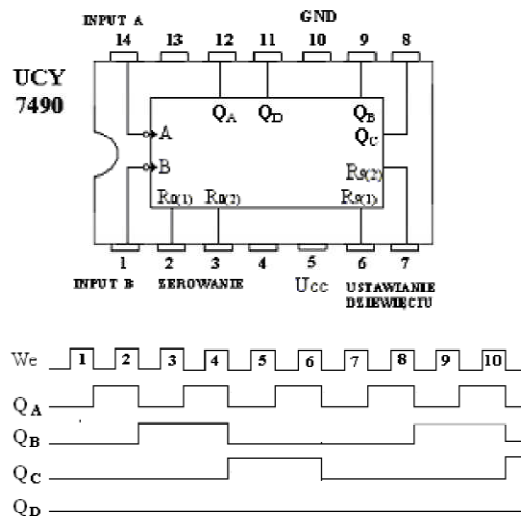 INPUT A GND
14 13 12 11 10 9 8
UCY
7490
QA QD QB
QC
A
B
R9(2)
R0(1) R0(2) R9(1)
1 2 3 4 5 6 7
INPUT B ZEROWANIE Ucc USTAWIANIE
DZIEWIĘCIU
We 1 2 3 4 5 6 7 8 9 10
QA
QB
QC
QD